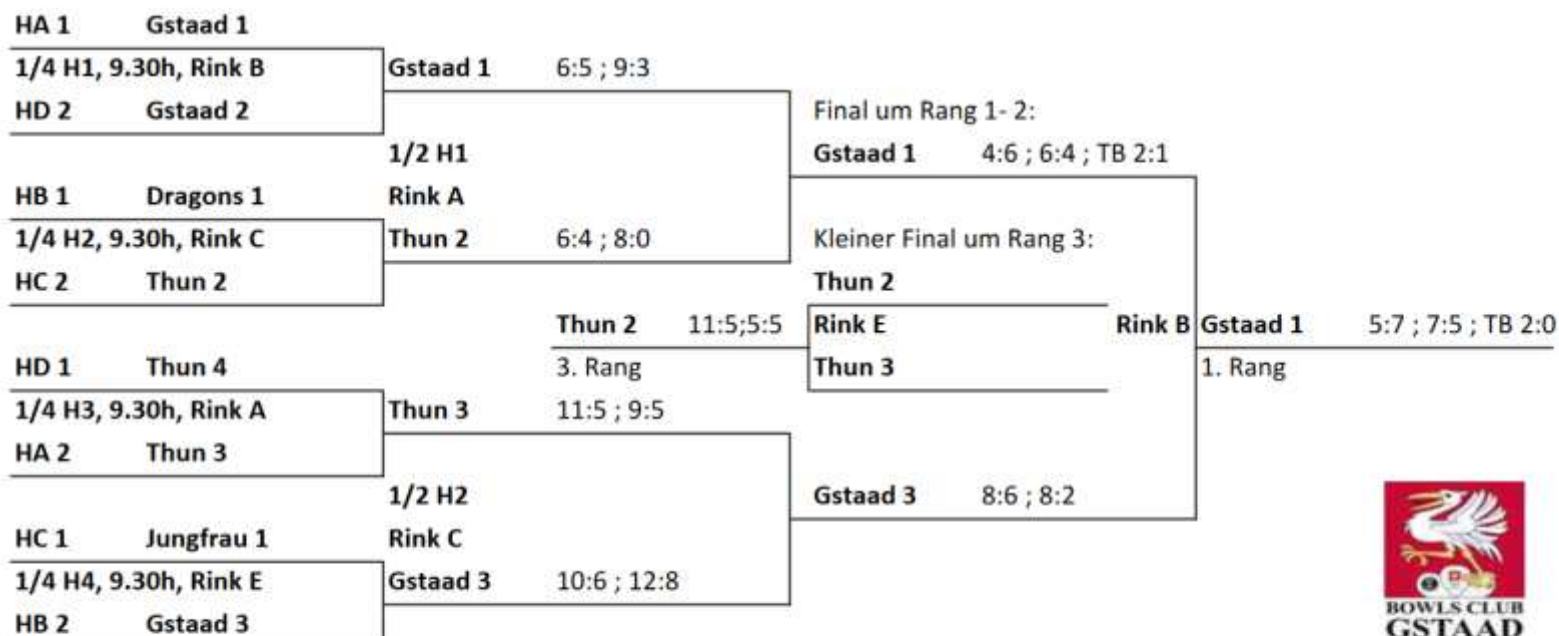 HA 1 Gstaad 1
1/4 H1, 9.30h, Rink B Gstaad 1 6:5 ; 9:3
HD 2 Gstaad 2 Final um Rang 1- 2:
1/2 H1 Gstaad 1 4:6 ; 6:4 ; TB 2:1
HB 1 Dragons 1 Rink A
1/4 H2, 9.30h, Rink C Thun 2 6:4 ; 8:0 Kleiner Final um Rang 3:
HC 2 Thun 2 Thun 2
Thun 2 11:5;5:5 Rink E Rink B Gstaad 1 5:7 ; 7:5 ; TB 2:0
HD 1 Thun 4 3. Rang Thun 3 1. Rang
1/4 H3, 9.30h, Rink A Thun 3 11:5 ; 9:5
HA 2 Thun 3
1/2 H2 Gstaad 3 8:6 ; 8:2
HC 1 Jungfrau 1 Rink C
1/4 H4, 9.30h, Rink E Gstaad 3 10:6 ; 12:8
HB 2 Gstaad 3
BOWLS CLUB
GSTAAD